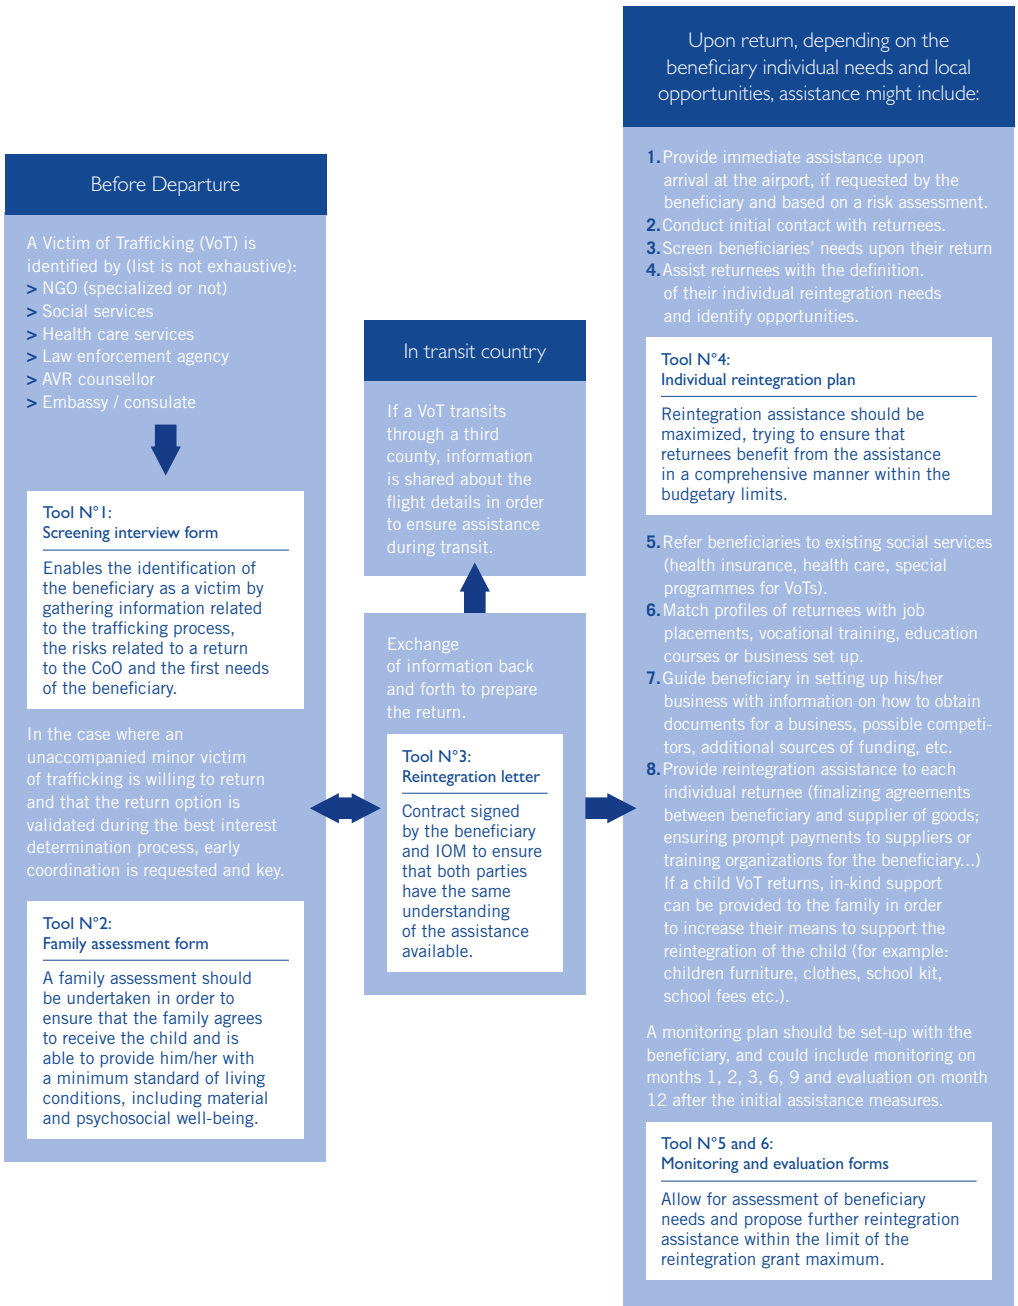 Before Departure
A Victim of Trafficking (VoT) is
identified by (list is not exhaustive):
> NGO (specialized or not)
> Social services
> Health care services
> Law enforcement agency
> AVR counsellor
> Embassy / consulate
Tool N°1:
Screening interview form
Enables the identification of
the beneficiary as a victim by
gathering information related
to the trafficking process,
the risks related to a return
to the CoO and the first needs
of the beneficiary.
In the case where an
unaccompanied minor victim
of trafficking is willing to return
and that the return option is
validated during the best interest
determination process, early
coordination is requested and key.
Tool N°2:
Family assessment form
A family assessment should
be undertaken in order to
ensure that the family agrees
to receive the child and is
able to provide him/her with
a minimum standard of living
conditions, including material
and psychosocial well-being.
In transit country
If a VoT transits
through a third
county, information
is shared about the
flight details in order
to ensure assistance
during transit.
Exchange
of information back
and forth to prepare
the return.
Tool N°3:
Reintegration letter
Contract signed
by the beneficiary
and IOM to ensure
that both parties
have the same
understanding
of the assistance
available.
Upon return, depending on the
beneficiary individual needs and local
opportunities, assistance might include:
1. Provide immediate assistance upon
arrival at the airport, if requested by the
beneficiary and based on a risk assessment.
2. Conduct initial contact with returnees.
3. Screen beneficiaries' needs upon their return
4. Assist returnees with the definition.
of their individual reintegration needs
and identify opportunities.
Tool N°4:
Individual reintegration plan
Reintegration assistance should be
maximized, trying to ensure that
returnees benefit from the assistance
in a comprehensive manner within the
budgetary limits.
5. Refer beneficiaries to existing social services
(health insurance, health care, special
programmes for VoTs).
6. Match profiles of returnees with job
placements, vocational training, education
courses or business set up.
7. Guide beneficiary in setting up his/her
business with information on how to obtain
documents for a business, possible competi-
tors, additional sources of funding, etc.
8. Provide reintegration assistance to each
individual returnee (finalizing agreements
between beneficiary and supplier of goods;
ensuring prompt payments to suppliers or
training organizations for the beneficiary...)
If a child VoT returns, in-kind support
can be provided to the family in order
to increase their means to support the
reintegration of the child (for example:
children furniture, clothes, school kit,
school fees etc.).
A monitoring plan should be set-up with the
beneficiary, and could include monitoring on
months 1, 2, 3, 6, 9 and evaluation on month
12 after the initial assistance measures.
Tool N°5 and 6:
Monitoring and evaluation forms
Allow for assessment of beneficiary
needs and propose further reintegration
assistance within the limit of the
reintegration grant maximum.